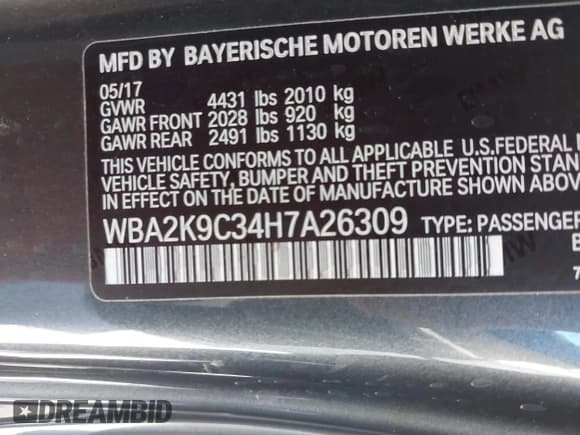 MFD BY BAYERISCHE MOTOREN WERKE AG
05/17
GVWR 4431 lbs 2010 kg
GAWR FRONT 2028 lbs 920 kg
GAWR REAR 2491 lbs 1130 kg
THIS VEHICLE CONFORMS TO ALL APPLICABLE U.S.FEDERAL
VEHICLE SAFETY, BUMPER AND THEFT PREVENTION STAN
IN EFFECT ON THE DATE OF MANUFACTURE SHOWN ABOVE
WBA2K9C34H7A26309 TYPE: PASSENGER
DREAMBID